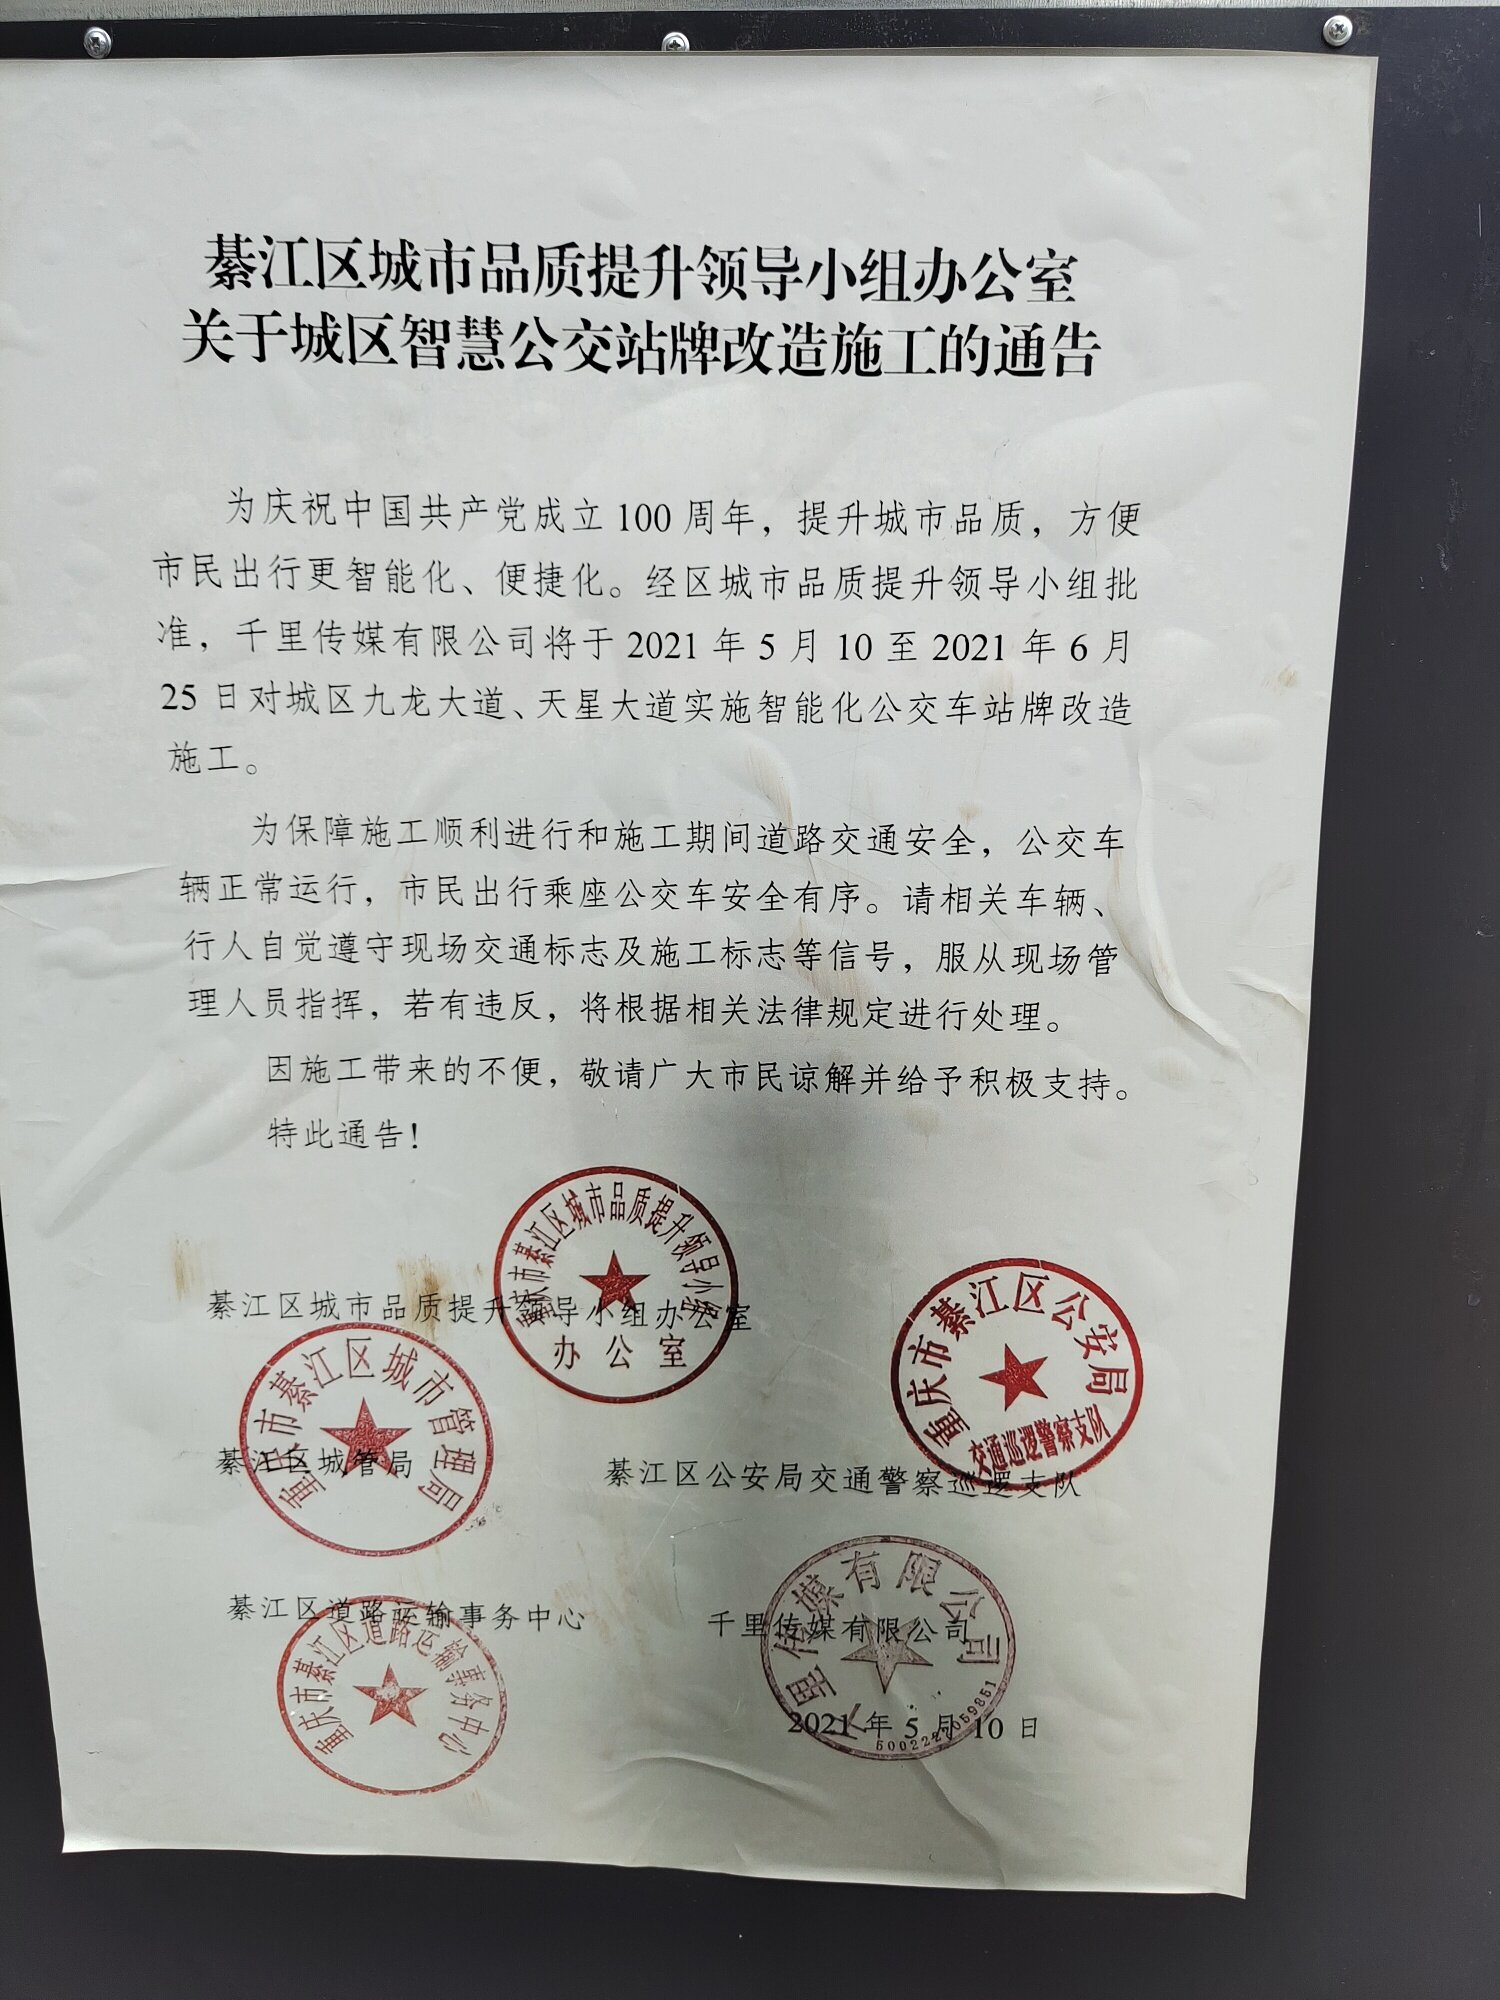 綦江区城市品质提升领导小组办公室
关于城区智慧公交站牌改造施工的通告
为庆祝中国共产党成立100周年，提升城市品质，方便
市民出行更智能化、便捷化。经区城市品质提升领导小组批
准，千里传媒有限公司将于2021年5月10至2021年6月
25日对城区九龙大道、天星大道实施智能化公交车站牌改造
施工。
为保障施工顺利进行和施工期间道路交通安全，公交车
辆正常运行，市民出行乘座公交车安全有序。请相关车辆、
行人自觉遵守现场交通标志及施工标志等信号，服从现场管
理人员指挥，若有违反，将根据相关法律规定进行处理。
因施工带来的不便，敬请广大市民谅解并给予积极支持。
特此通告！
重庆市綦江区城市品质提升领导小组
办公室
綦江区城市品质提升领导小组办公室
重庆市綦江区公安局
交通巡逻警察支队
重庆市綦江区城市管理局
綦江区城管局
綦江区公安局交通警察巡逻支队
綦江区道路运输事务中心
重庆市綦江区道路运输事务中心
千里传媒有限公司
千里传媒有限公司
2021年5月10日